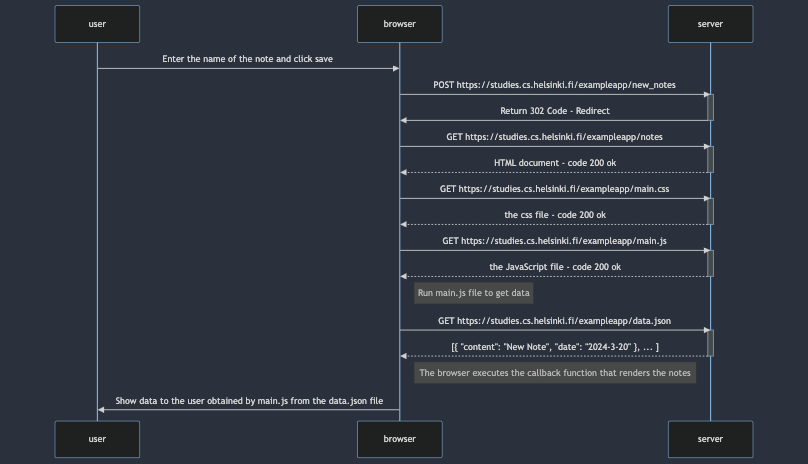 user browser server
Enter the name of the note and click save
POST https://studies.cs.helsinki.fi/exampleapp/new_notes
Return 302 Code - Redirect
GET https://studies.cs.helsinki.fi/exampleapp/notes
HTML document - code 200 ok
GET https://studies.cs.helsinki.fi/exampleapp/main.css
the css file - code 200 ok
GET https://studies.cs.helsinki.fi/exampleapp/main.js
the JavaScript file - code 200 ok
Run main.js file to get data
GET https://studies.cs.helsinki.fi/exampleapp/data.json
[{ "content": "New Note", "date": "2024-3-20" }, ... ]
The browser executes the callback function that renders the notes
Show data to the user obtained by main.js from the data.json file
user browser server